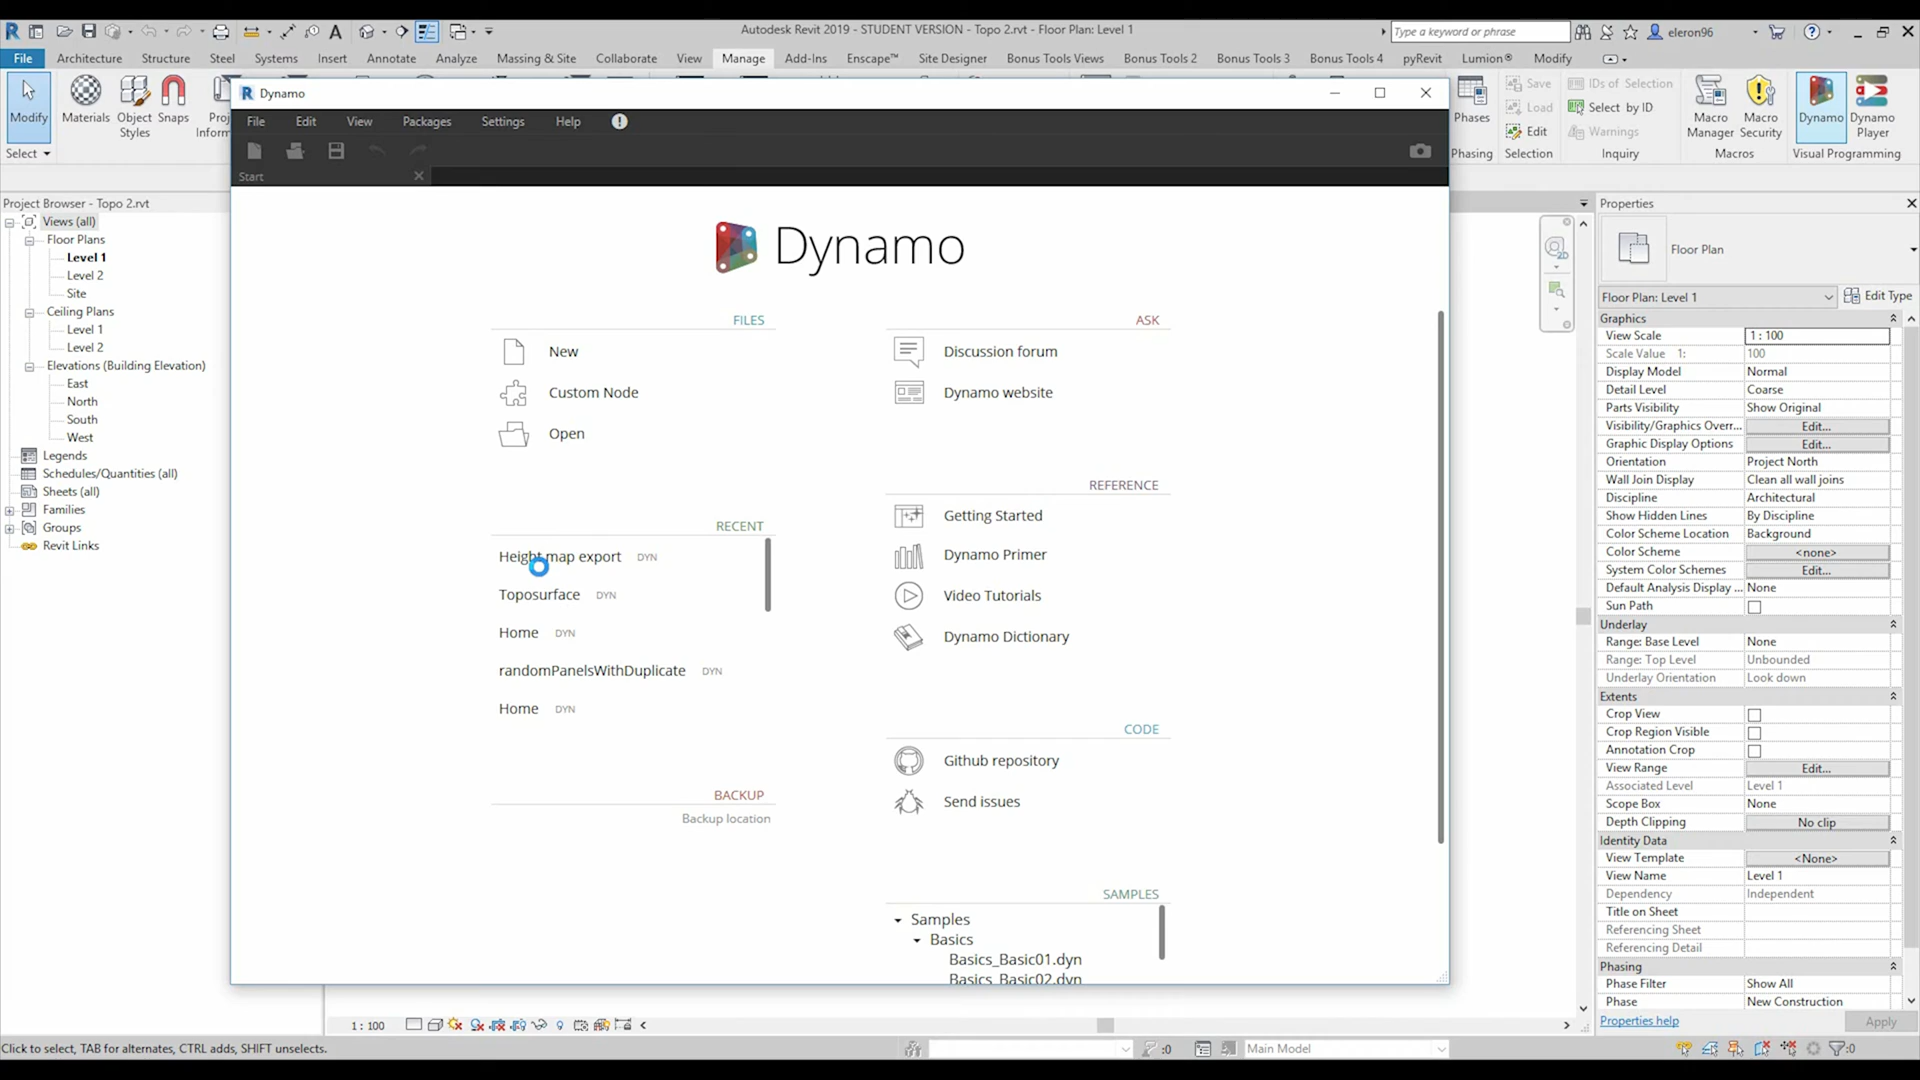 Autodesk Revit 2019 - STUDENT VERSION - Topo 2.rvt - Floor Plan: Level 1
Type a keyword or phrase
eleron96
File
Architecture
Structure
Steel
Systems
Insert
Annotate
Analyze
Massing & Site
Collaborate
View
Manage
Add-Ins
Enscape™
Site Designer
Bonus Tools Views
Bonus Tools 2
Bonus Tools 3
Bonus Tools 4
pyRevit
Lumion®
Modify
Modify
Materials
Object
Styles
Snaps
Select
Phases
Phasing
Save
Load
Edit
Selection
IDs of Selection
Select by ID
Warnings
Inquiry
Macro
Manager
Macro
Security
Macros
Dynamo
Dynamo
Player
Visual Programming
Project Browser - Topo 2.rvt
Views (all)
Floor Plans
Level 1
Level 2
Site
Ceiling Plans
Level 1
Level 2
Elevations (Building Elevation)
East
North
South
West
Legends
Schedules/Quantities (all)
Sheets (all)
Families
Groups
Revit Links
Dynamo
File
Edit
View
Packages
Settings
Help
Start
Dynamo
FILES
New
Custom Node
Open
RECENT
Height map export DYN
Toposurface DYN
Home DYN
randomPanelsWithDuplicate DYN
Home DYN
BACKUP
Backup location
ASK
Discussion forum
Dynamo website
REFERENCE
Getting Started
Dynamo Primer
Video Tutorials
Dynamo Dictionary
CODE
Github repository
Send issues
SAMPLES
Samples
Basics
Basics_Basic01.dyn
Basics_Basic02.dyn
2D
Properties
Floor Plan
Floor Plan: Level 1
Edit Type
Graphics
View Scale 1 : 100
Scale Value 1: 100
Display Model Normal
Detail Level Coarse
Parts Visibility Show Original
Visibility/Graphics Overr... Edit...
Graphic Display Options Edit...
Orientation Project North
Wall Join Display Clean all wall joins
Discipline Architectural
Show Hidden Lines By Discipline
Color Scheme Location Background
Color Scheme <none>
System Color Schemes Edit...
Default Analysis Display ... None
Sun Path
Underlay
Range: Base Level None
Range: Top Level Unbounded
Underlay Orientation Look down
Extents
Crop View
Crop Region Visible
Annotation Crop
View Range Edit...
Associated Level Level 1
Scope Box None
Depth Clipping No clip
Identity Data
View Template <None>
View Name Level 1
Dependency Independent
Title on Sheet
Referencing Sheet
Referencing Detail
Phasing
Phase Filter Show All
Phase New Construction
Properties help
Apply
1 : 100
Click to select, TAB for alternates, CTRL adds, SHIFT unselects.
:0
Main Model
:0